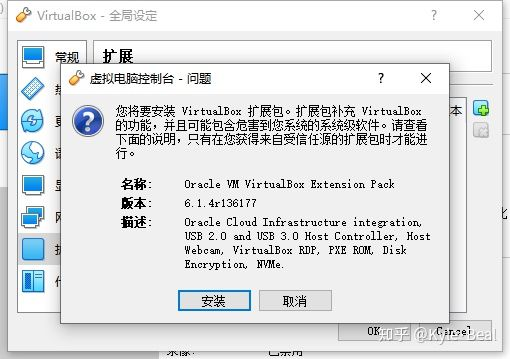 VirtualBox - 全局设定
? ×
常规
扩展
虚拟电脑控制台 - 问题
? ×
您将要安装 VirtualBox 扩展包。扩展包补充 VirtualBox
的功能，并且可能包含危害到您系统的系统级软件。请查看
下面的说明，只有在您获得来自受信任源的扩展包时才能进
行。
本
名称: Oracle VM VirtualBox Extension Pack
版本: 6.1.4r136177
描述: Oracle Cloud Infrastructure integration,
USB 2.0 and USB 3.0 Host Controller, Host
Webcam, VirtualBox RDP, PXE ROM, Disk
Encryption, NVMe.
安装 取消
OK Cancel
知乎 @Kyle-Beal